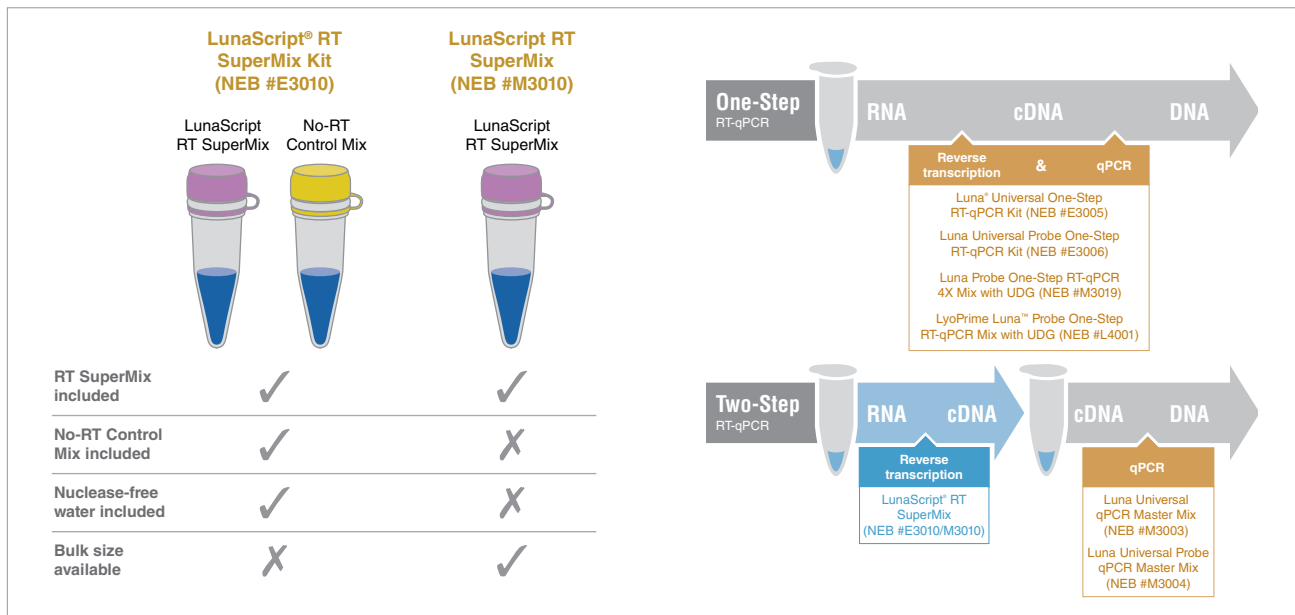 LunaScript® RT
SuperMix Kit
(NEB #E3010)
LunaScript RT
SuperMix
(NEB #M3010)
LunaScript
RT SuperMix
No-RT
Control Mix
LunaScript
RT SuperMix
RT SuperMix
included
✓
✓
No-RT Control
Mix included
✓
✗
Nuclease-free
water included
✓
✗
Bulk size
available
✗
✓
One-Step
RT-qPCR
RNA
cDNA
DNA
Reverse
transcription
&
qPCR
Luna® Universal One-Step
RT-qPCR Kit (NEB #E3005)
Luna Universal Probe One-Step
RT-qPCR Kit (NEB #E3006)
Luna Probe One-Step RT-qPCR
4X Mix with UDG (NEB #M3019)
LyoPrime Luna™ Probe One-Step
RT-qPCR Mix with UDG (NEB #L4001)
Two-Step
RT-qPCR
RNA
cDNA
cDNA
DNA
Reverse
transcription
LunaScript® RT
SuperMix
(NEB #E3010/M3010)
qPCR
Luna Universal
qPCR Master Mix
(NEB #M3003)
Luna Universal Probe
qPCR Master Mix
(NEB #M3004)